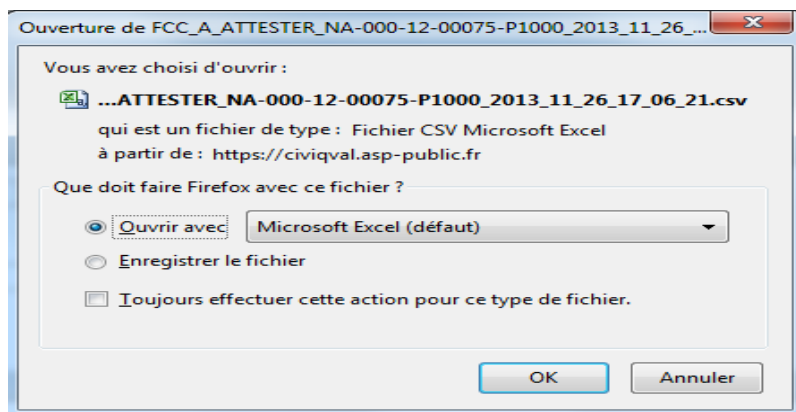 Ouverture de FCC_A_ATTESTER_NA-000-12-00075-P1000_2013_11_26_...
Vous avez choisi d'ouvrir :
...ATTESTER_NA-000-12-00075-P1000_2013_11_26_17_06_21.csv
qui est un fichier de type : Fichier CSV Microsoft Excel
à partir de : https://civiqval.asp-public.fr
Que doit faire Firefox avec ce fichier ?
Ouvrir avec Microsoft Excel (défaut)
Enregistrer le fichier
Toujours effectuer cette action pour ce type de fichier.
OK Annuler